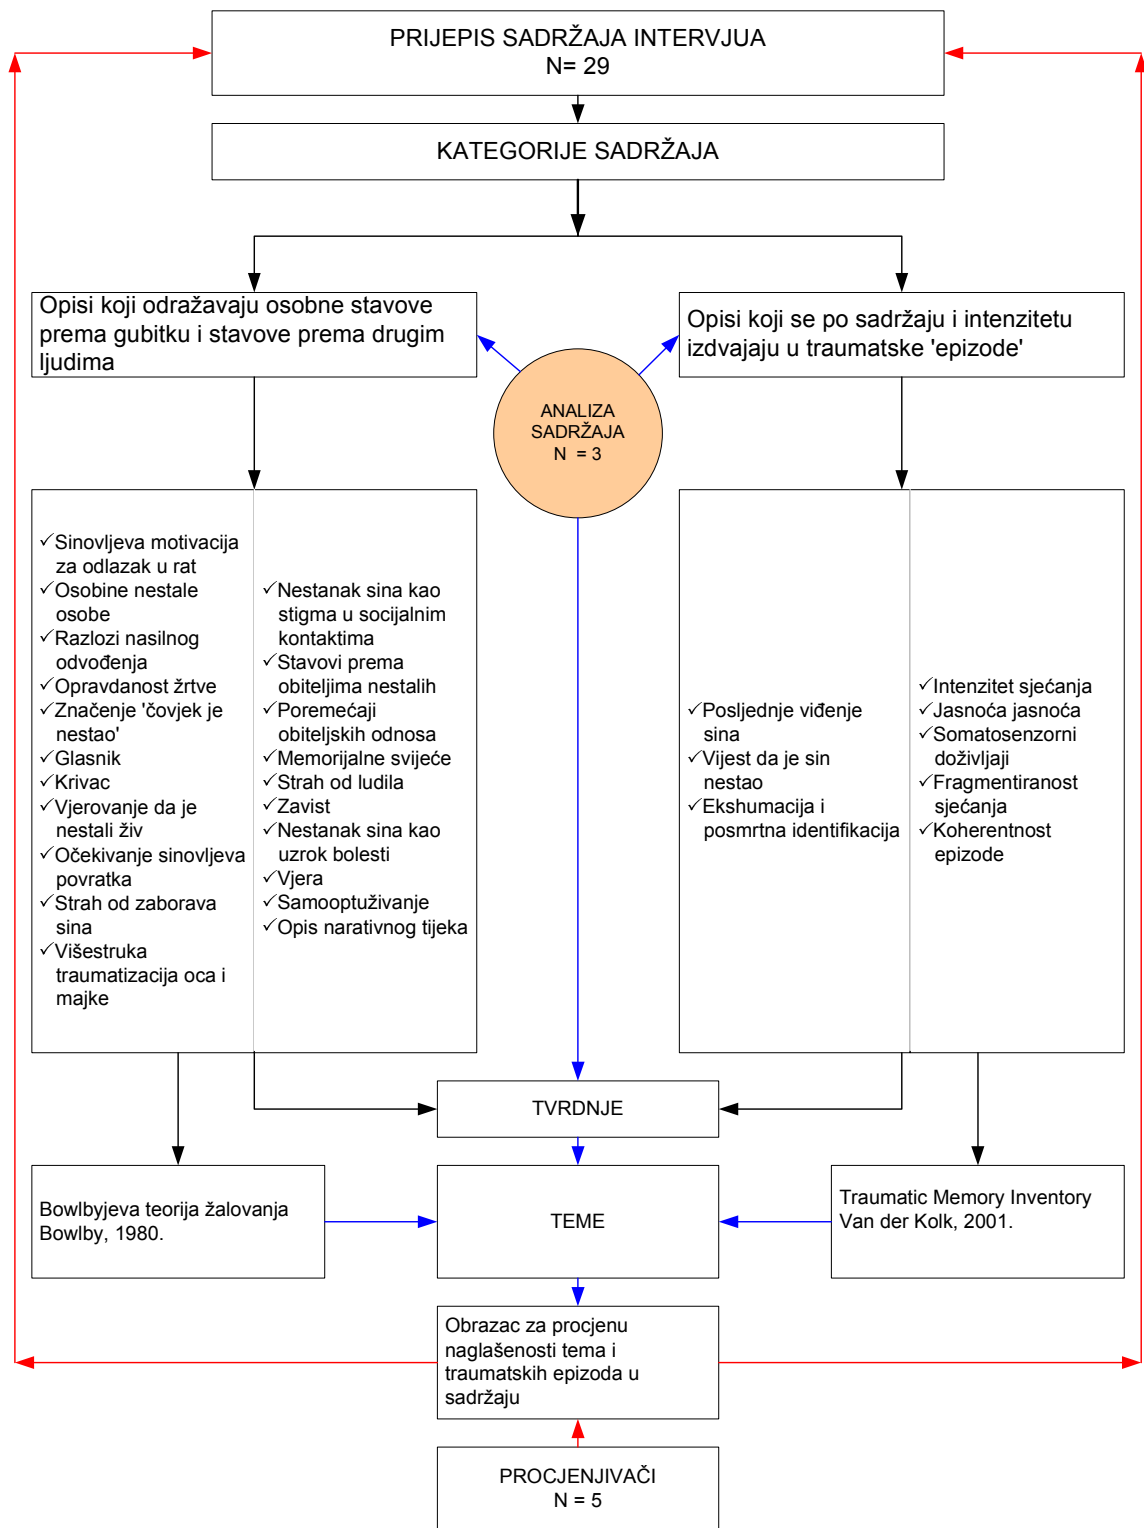 PRIJEPIS SADRŽAJA INTERVJUA
N= 29
KATEGORIJE SADRŽAJA
Opisi koji odražavaju osobne stavove
prema gubitku i stavove prema drugim
ljudima
Opisi koji se po sadržaju i intenzitetu
izdvajaju u traumatske 'epizode'
ANALIZA
SADRŽAJA
N = 3
✓Sinovljeva motivacija
za odlazak u rat
✓Osobine nestale
osobe
✓Razlozi nasilnog
odvođenja
✓Opravdanost žrtve
✓Značenje 'čovjek je
nestao'
✓Glasnik
✓Krivac
✓Vjerovanje da je
nestali živ
✓Očekivanje sinovljeva
povratka
✓Strah od zaborava
sina
✓Višestruka
traumatizacija oca i
majke
✓Nestanak sina kao
stigma u socijalnim
kontaktima
✓Stavovi prema
obiteljima nestalih
✓Poremećaji
obiteljskih odnosa
✓Memorijalne svijeće
✓Strah od ludila
✓Zavist
✓Nestanak sina kao
uzrok bolesti
✓Vjera
✓Samooptuživanje
✓Opis narativnog tijeka
✓Posljednje viđenje
sina
✓Vijest da je sin
nestao
✓Ekshumacija i
posmrtna identifikacija
✓Intenzitet sjećanja
✓Jasnoća jasnoća
✓Somatosenzorni
doživljaji
✓Fragmentiranost
sjećanja
✓Koherentnost
epizode
TVRDNJE
Bowlbyjeva teorija žalovanja
Bowlby, 1980.
TEME
Traumatic Memory Inventory
Van der Kolk, 2001.
Obrazac za procjenu
naglašenosti tema i
traumatskih epizoda u
sadržaju
PROCJENJIVAČI
N = 5